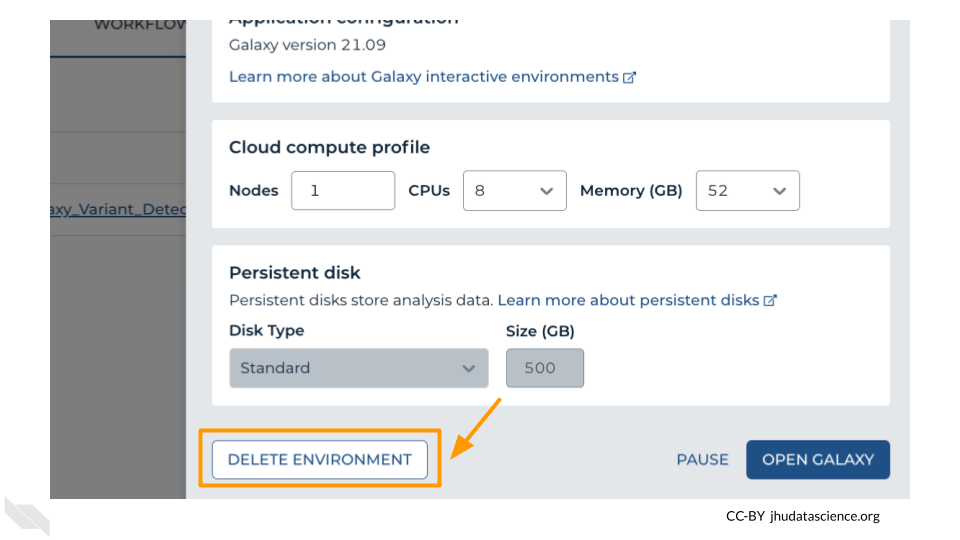 WORKFLOW
Application configuration
Galaxy version 21.09
Learn more about Galaxy interactive environments
Cloud compute profile
Nodes 1 CPUs 8 Memory (GB) 52
axy_Variant_Detec
Persistent disk
Persistent disks store analysis data. Learn more about persistent disks
Disk Type Size (GB)
Standard 500
DELETE ENVIRONMENT PAUSE OPEN GALAXY
CC-BY jhudatascience.org